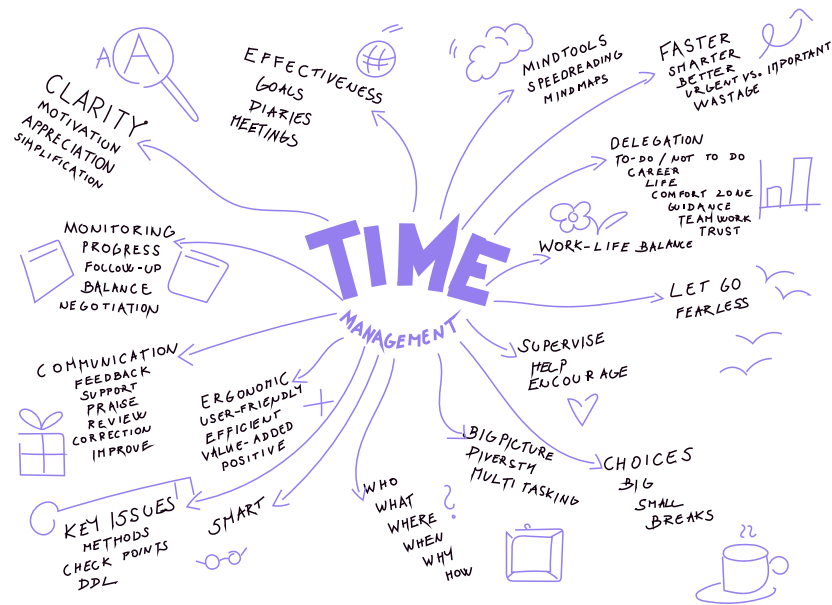 A A
CLARITY
MOTIVATION
APPRECIATION
SIMPLIFICATION
EFFECTIVENESS
GOALS
DIARIES
MEETINGS
MINDTOOLS
SPEEDREADING
MINDMAPS
FASTER
SMARTER
BETTER
URGENT VS. IMPORTANT
WASTAGE
DELEGATION
TO-DO / NOT TO DO
CAREER
LIFE
COMFORT ZONE
GUIDANCE
TEAMWORK
TRUST
WORK-LIFE BALANCE
MONITORING
PROGRESS
FOLLOW-UP
BALANCE
NEGOTIATION
TIME
MANAGEMENT
LET GO
FEARLESS
SUPERVISE
HELP
ENCOURAGE
COMMUNICATION
FEEDBACK
SUPPORT
PRAISE
REVIEW
CORRECTION
IMPROVE
ERGONOMIC
USER-FRIENDLY
EFFICIENT
VALUE-ADDED
POSITIVE
BIG PICTURE
DIVERSTY
MULTI TASKING
CHOICES
BIG
SMALL
BREAKS
KEY ISSUES
METHODS
CHECK POINTS
DDL
SMART
WHO
WHAT
WHERE
WHEN
WHY
HOW
?